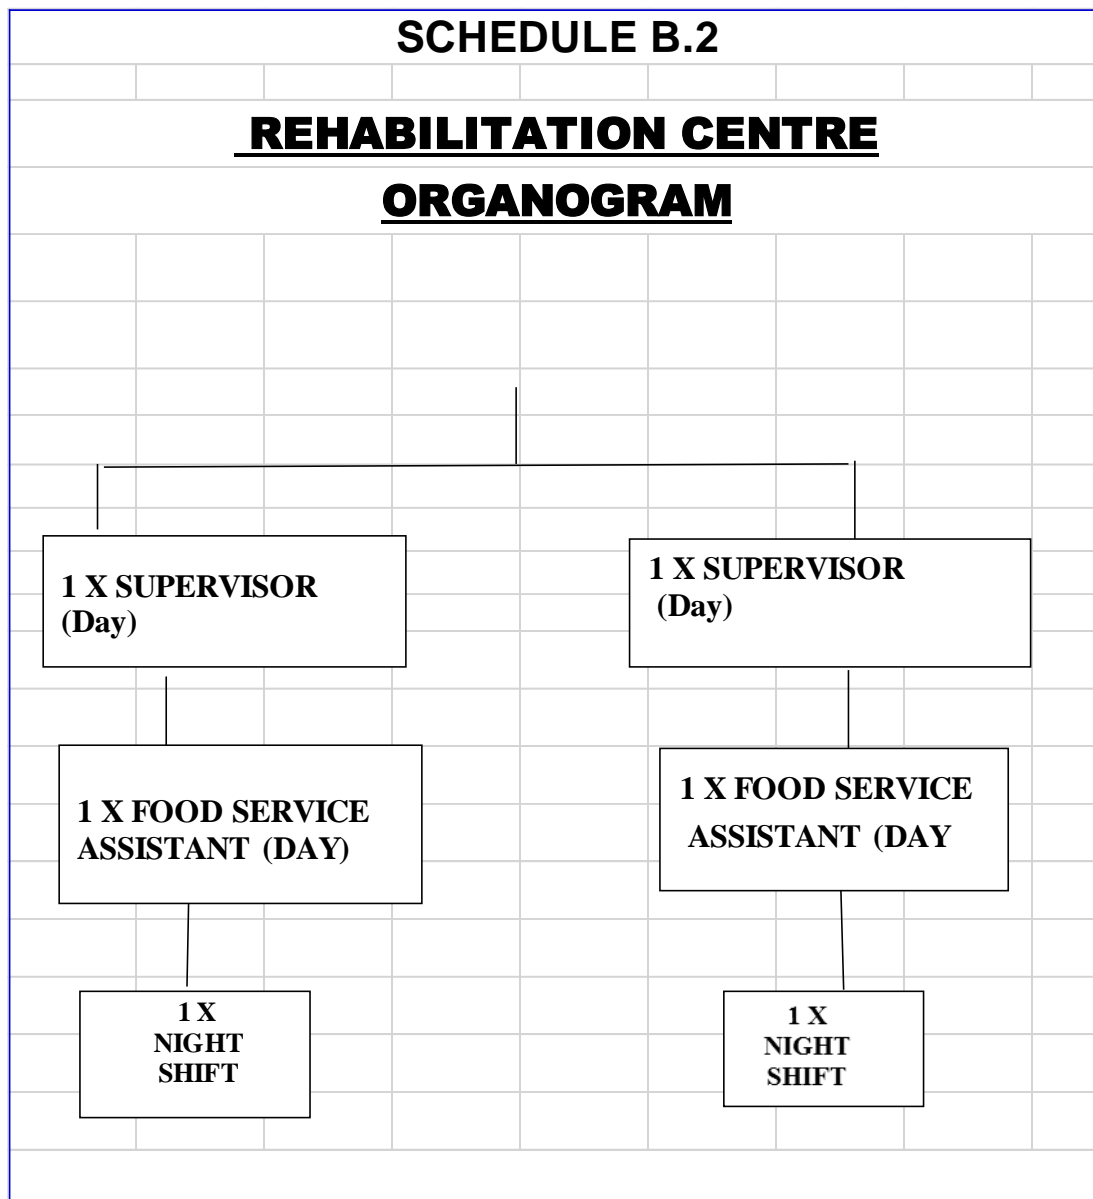 SCHEDULE B.2
REHABILITATION CENTRE
ORGANOGRAM
1 X SUPERVISOR
(Day)
1 X SUPERVISOR
(Day)
1 X FOOD SERVICE
ASSISTANT (DAY)
1 X FOOD SERVICE
ASSISTANT (DAY
1 X
NIGHT
SHIFT
1 X
NIGHT
SHIFT